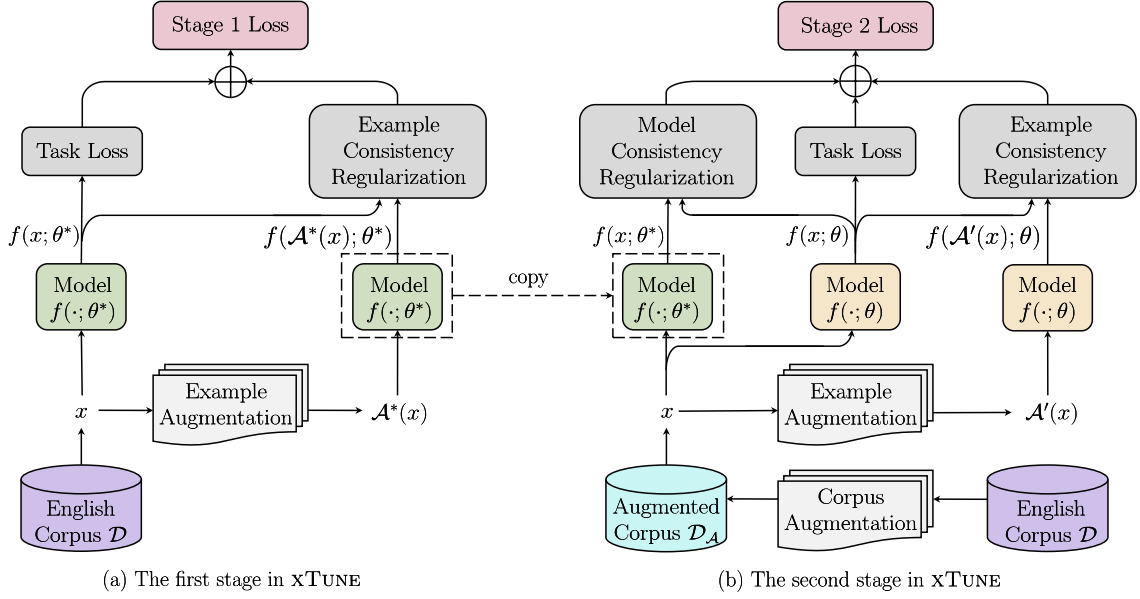 Stage 1 Loss
Task Loss
Example
Consistency
Regularization
f(x; θ*)
f(𝒜*(x); θ*)
Model
f(·; θ*)
Model
f(·; θ*)
copy
x
Example
Augmentation
𝒜*(x)
English
Corpus 𝒟
(a) The first stage in xTune
Stage 2 Loss
Model
Consistency
Regularization
Task Loss
Example
Consistency
Regularization
f(x; θ*)
f(x; θ)
f(𝒜′(x); θ)
Model
f(·; θ*)
Model
f(·; θ)
Model
f(·; θ)
x
Example
Augmentation
𝒜′(x)
Augmented
Corpus 𝒟𝒜
Corpus
Augmentation
English
Corpus 𝒟
(b) The second stage in xTune